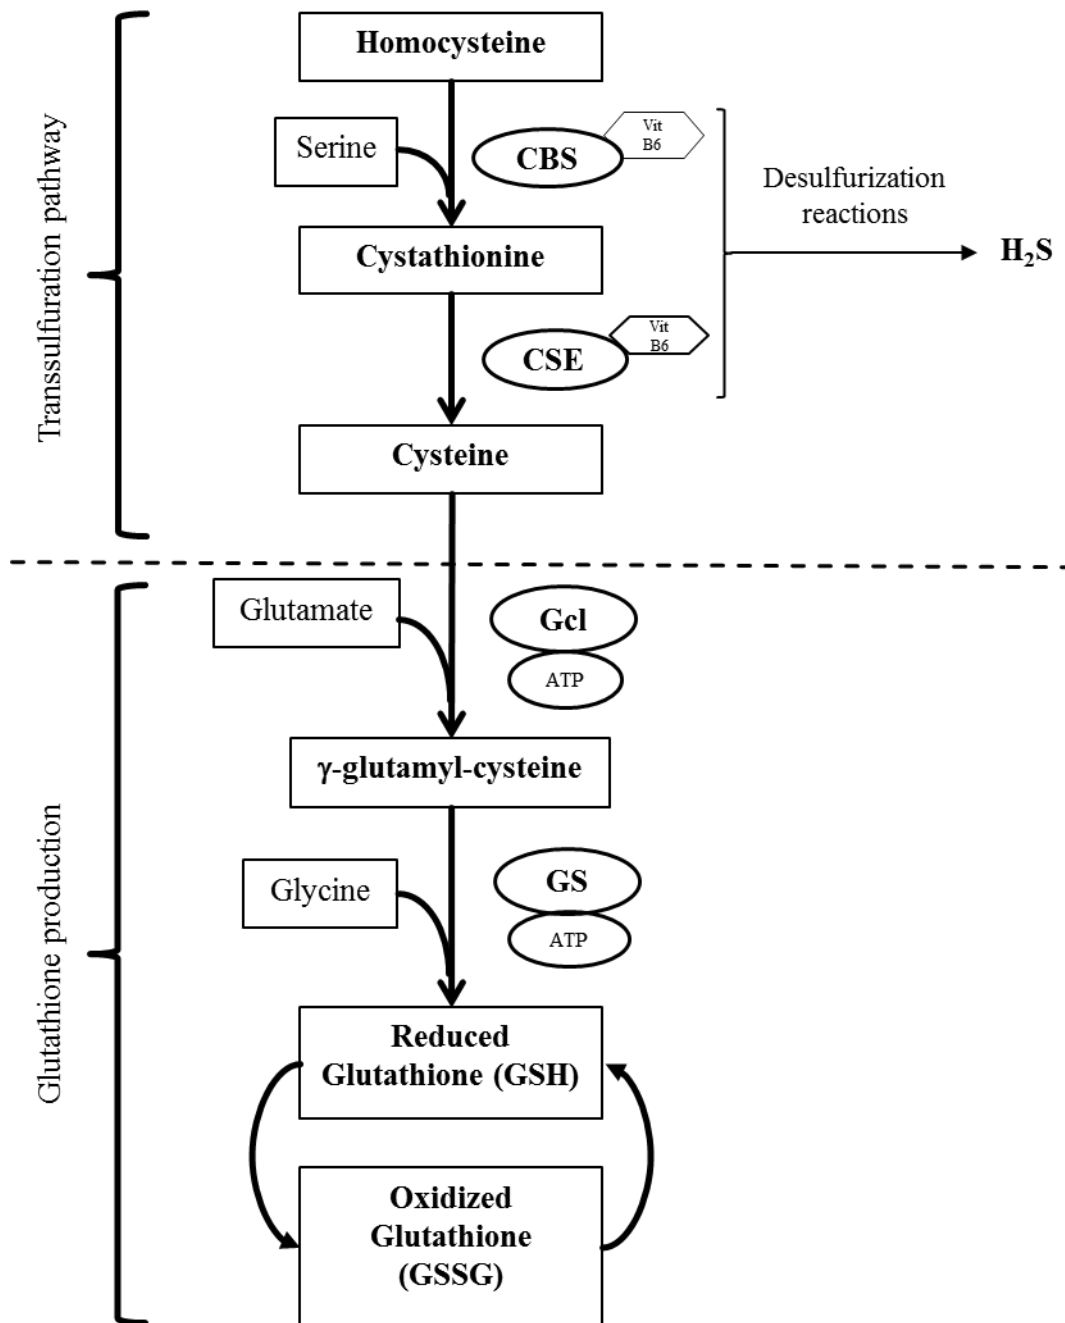 Transsulfuration pathway
Homocysteine
Serine
CBS
Vit
B6
Desulfurization
reactions
H₂S
Cystathionine
CSE
Vit
B6
Cysteine
Glutathione production
Glutamate
Gcl
ATP
γ-glutamyl-cysteine
Glycine
GS
ATP
Reduced
Glutathione (GSH)
Oxidized
Glutathione
(GSSG)